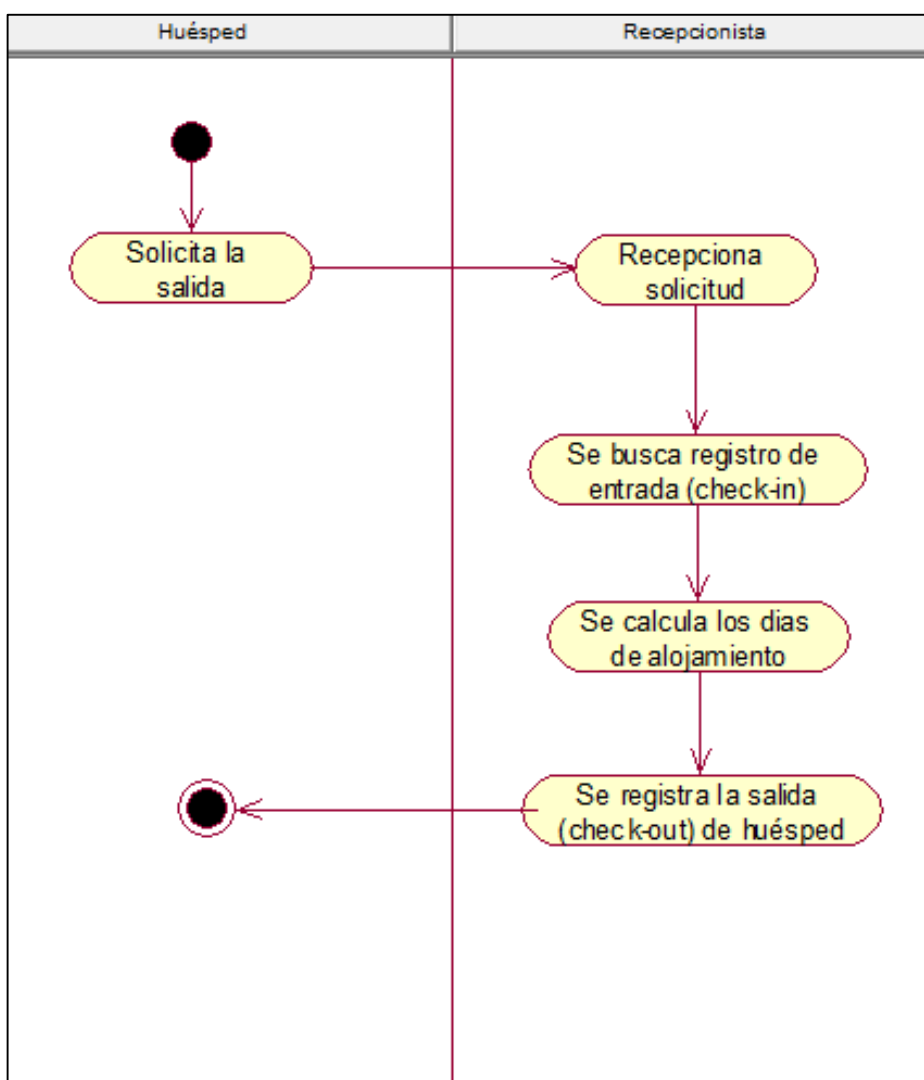 Huésped
Recepcionista
Solicita la
salida
Recepciona
solicitud
Se busca registro de
entrada (check-in)
Se calcula los dias
de alojamiento
Se registra la salida
(check-out) de huésped